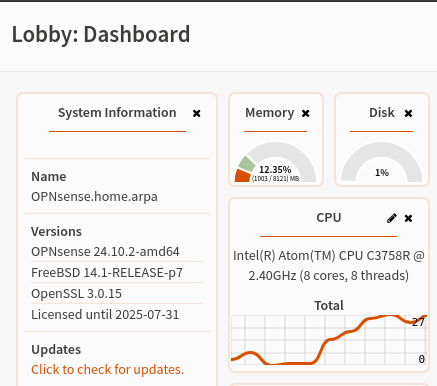 Lobby: Dashboard
System Information
Name
OPNsense.home.arpa
Versions
OPNsense 24.10.2-amd64
FreeBSD 14.1-RELEASE-p7
OpenSSL 3.0.15
Licensed until 2025-07-31
Updates
Click to check for updates.
Memory
12.35%
(1003 / 8121) MB
Disk
1%
CPU
Intel(R) Atom(TM) CPU C3758R @
2.40GHz (8 cores, 8 threads)
Total
27
0